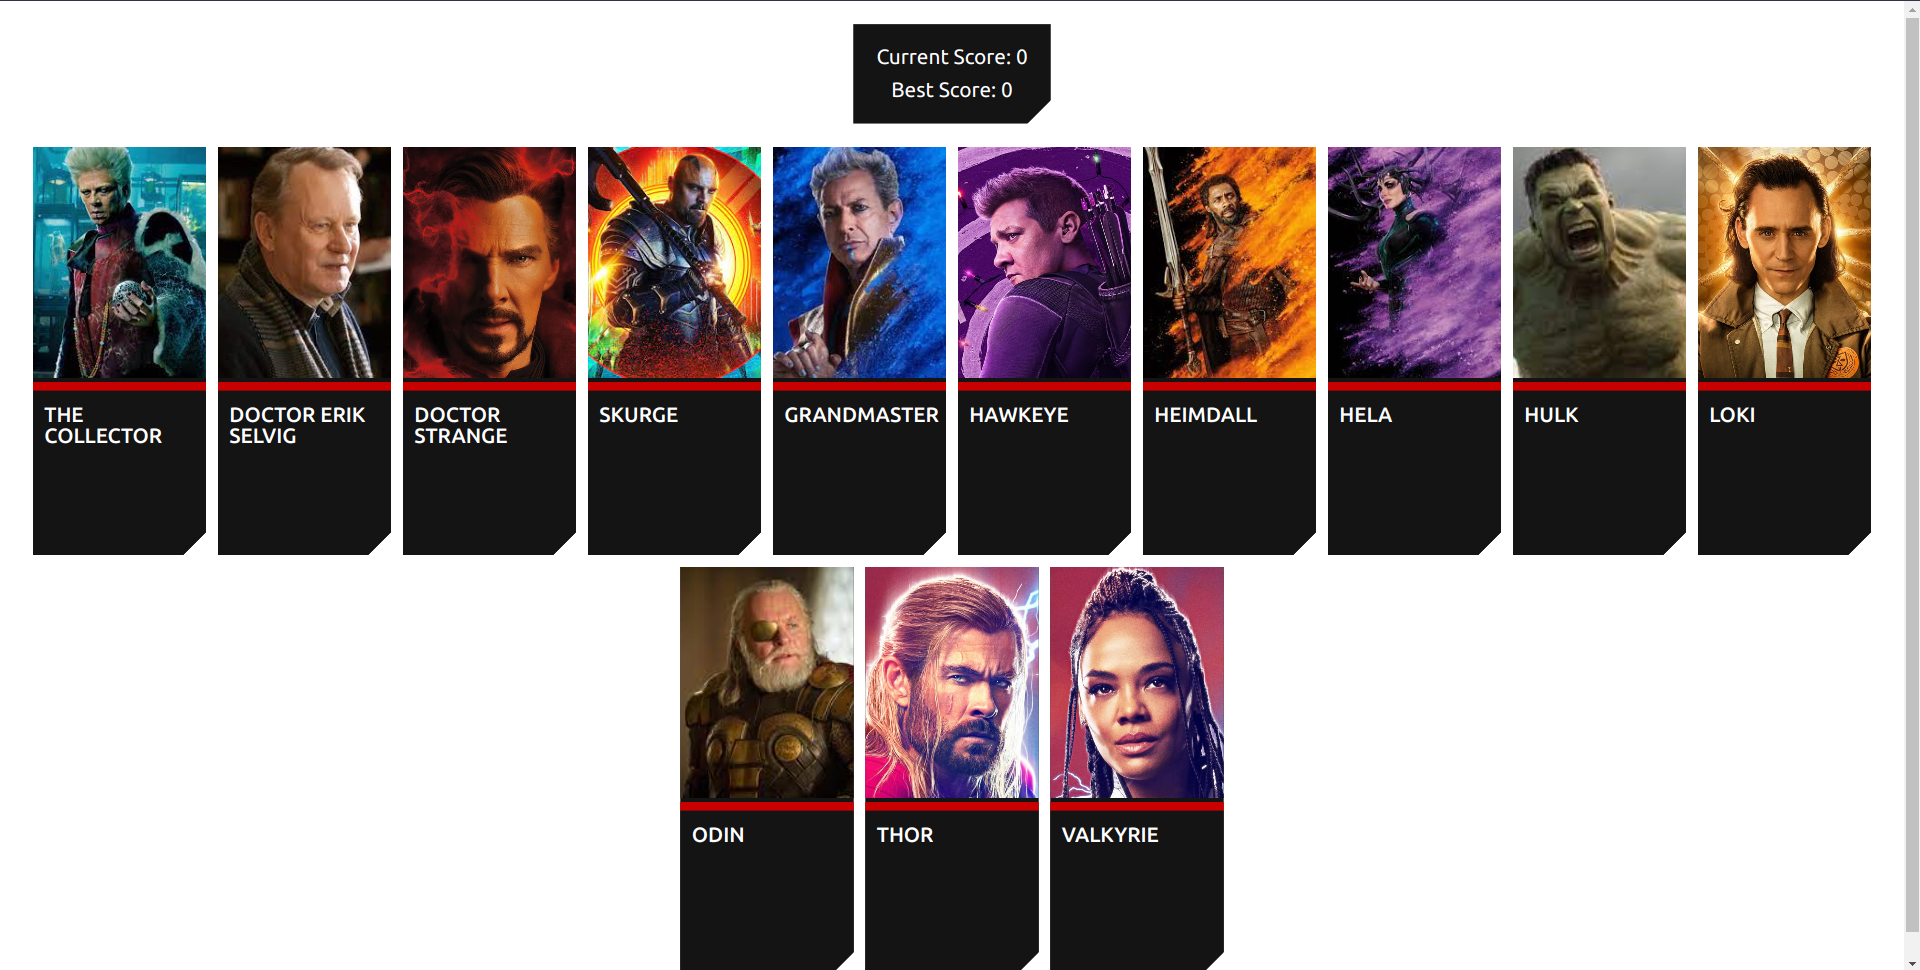 Current Score: 0
Best Score: 0
THE
COLLECTOR
DOCTOR ERIK
SELVIG
DOCTOR
STRANGE
SKURGE
GRANDMASTER
HAWKEYE
HEIMDALL
HELA
HULK
LOKI
ODIN
THOR
VALKYRIE